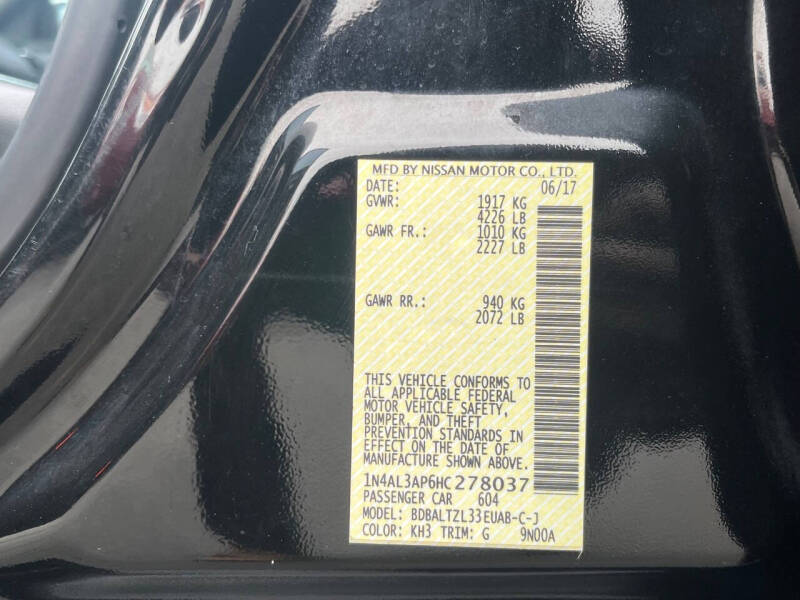 MFD BY NISSAN MOTOR CO., LTD.
DATE: 06/17
GVWR: 1917 KG
4226 LB
GAWR FR.: 1010 KG
2227 LB
GAWR RR.: 940 KG
2072 LB
THIS VEHICLE CONFORMS TO
ALL APPLICABLE FEDERAL
MOTOR VEHICLE SAFETY,
BUMPER, AND THEFT
PREVENTION STANDARDS IN
EFFECT ON THE DATE OF
MANUFACTURE SHOWN ABOVE.
1N4AL3AP6HC278037
PASSENGER CAR 604
MODEL: BDBALTZL33EUAB-C-J
COLOR: KH3 TRIM: G 9N00A